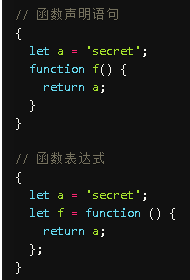 // 函数声明语句
{
  let a = 'secret';
  function f() {
    return a;
  }
}

// 函数表达式
{
  let a = 'secret';
  let f = function () {
    return a;
  };
}